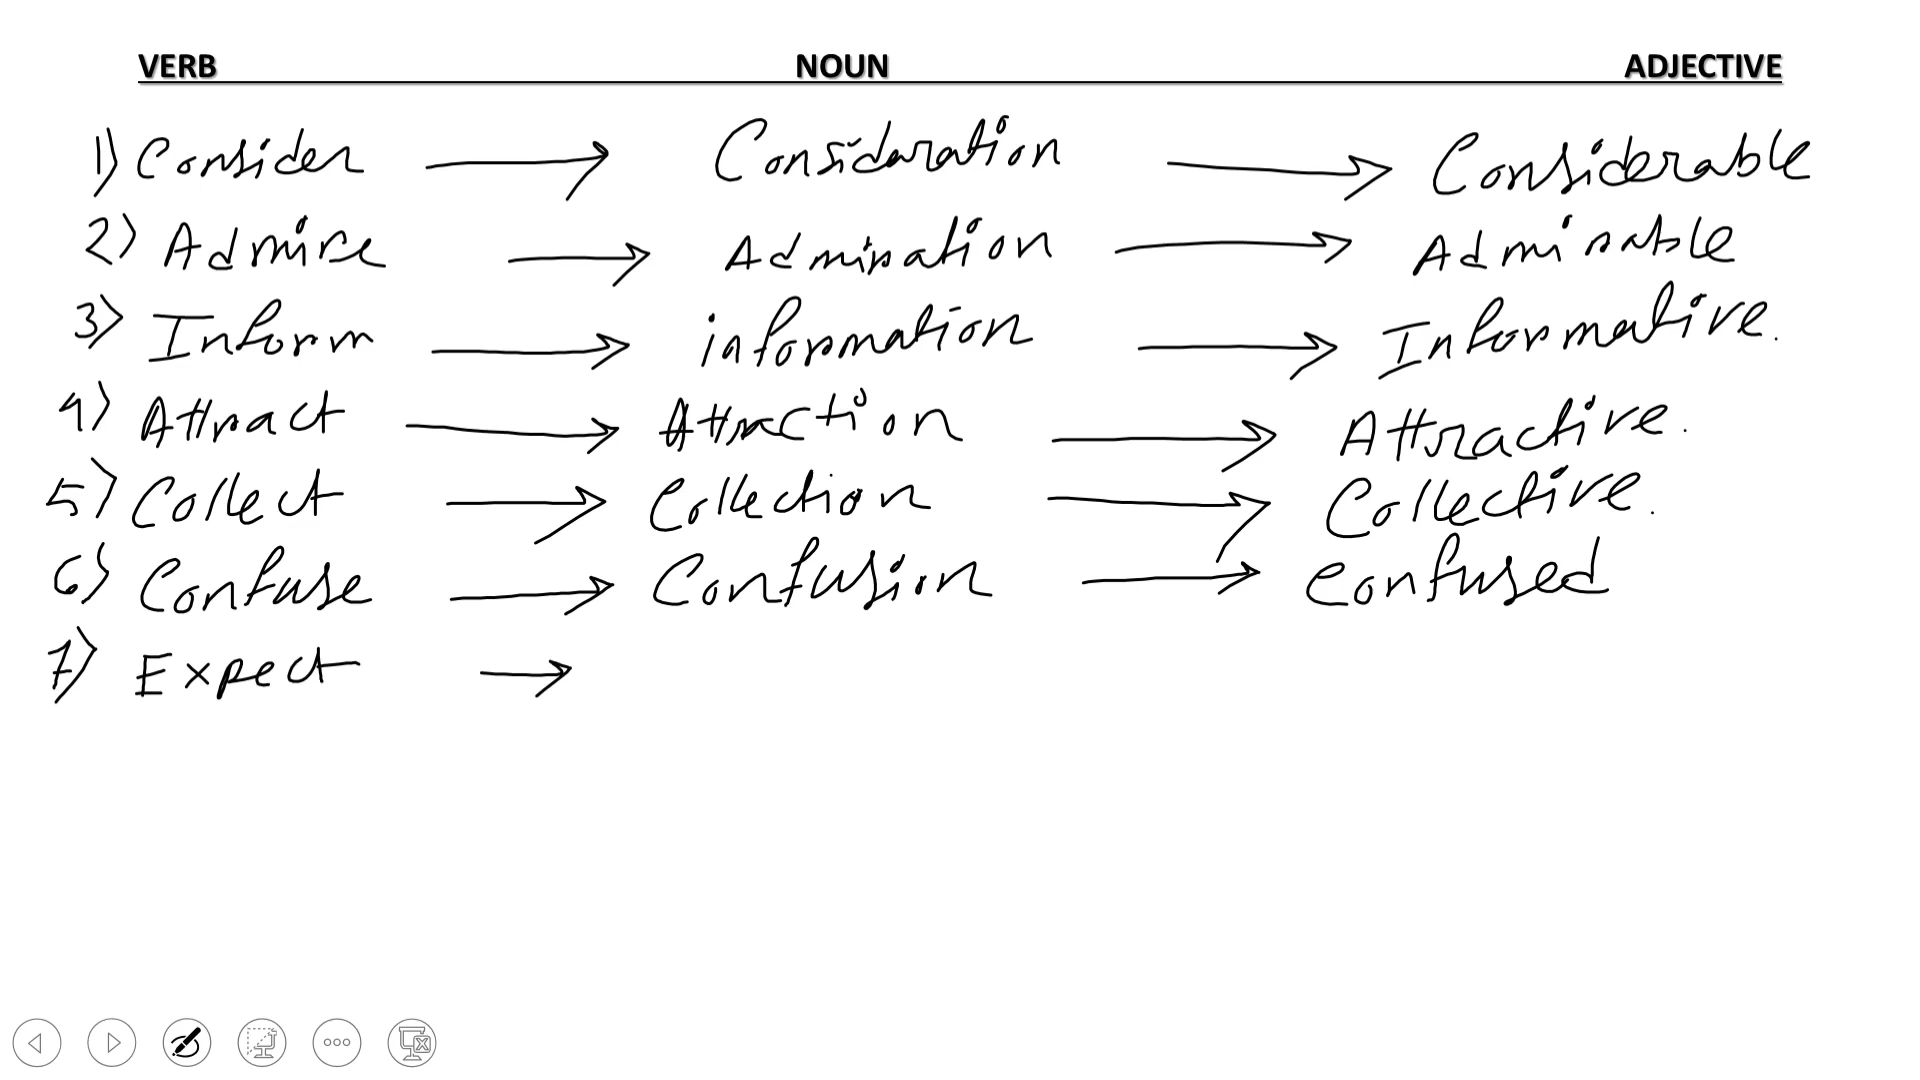 VERB NOUN ADJECTIVE
1) Consider → Consideration → Considerable
2) Admire → Admiration → Admirable
3) Inform → information → Informative.
4) Attract → Attraction → Attractive.
5) Collect → Collection → Collective.
6) Confuse → Confusion → Confused
7) Expect →